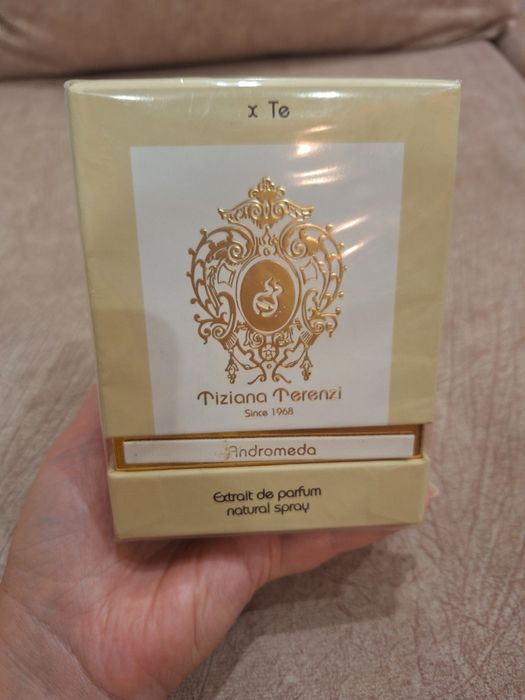 x Te
Tiziana Terenzi
Since 1968
Andromeda
Extrait de parfum
natural spray